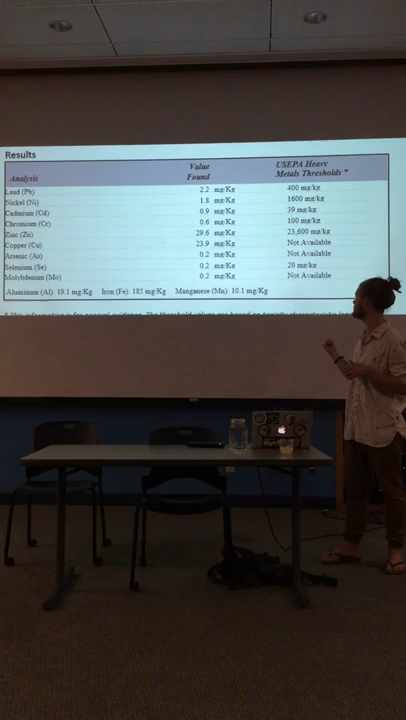 Results
Analysis Value Found USEPA Heavy Metals Thresholds *
Lead (Pb) 2.2 mg/Kg 400 mg/kg
Nickel (Ni) 1.8 mg/Kg 1600 mg/kg
Cadmium (Cd) 0.9 mg/Kg 39 mg/kg
Chromium (Cr) 0.6 mg/Kg 100 mg/kg
Zinc (Zn) 29.6 mg/Kg 23,600 mg/kg
Copper (Cu) 23.9 mg/Kg Not Available
Arsenic (As) 0.2 mg/Kg Not Available
Selenium (Se) 0.2 mg/Kg 20 mg/kg
Molybdenum (Mo) 0.2 mg/Kg Not Available
Aluminum (Al): 19.1 mg/Kg Iron (Fe): 185 mg/Kg Manganese (Mn): 10.1 mg/Kg